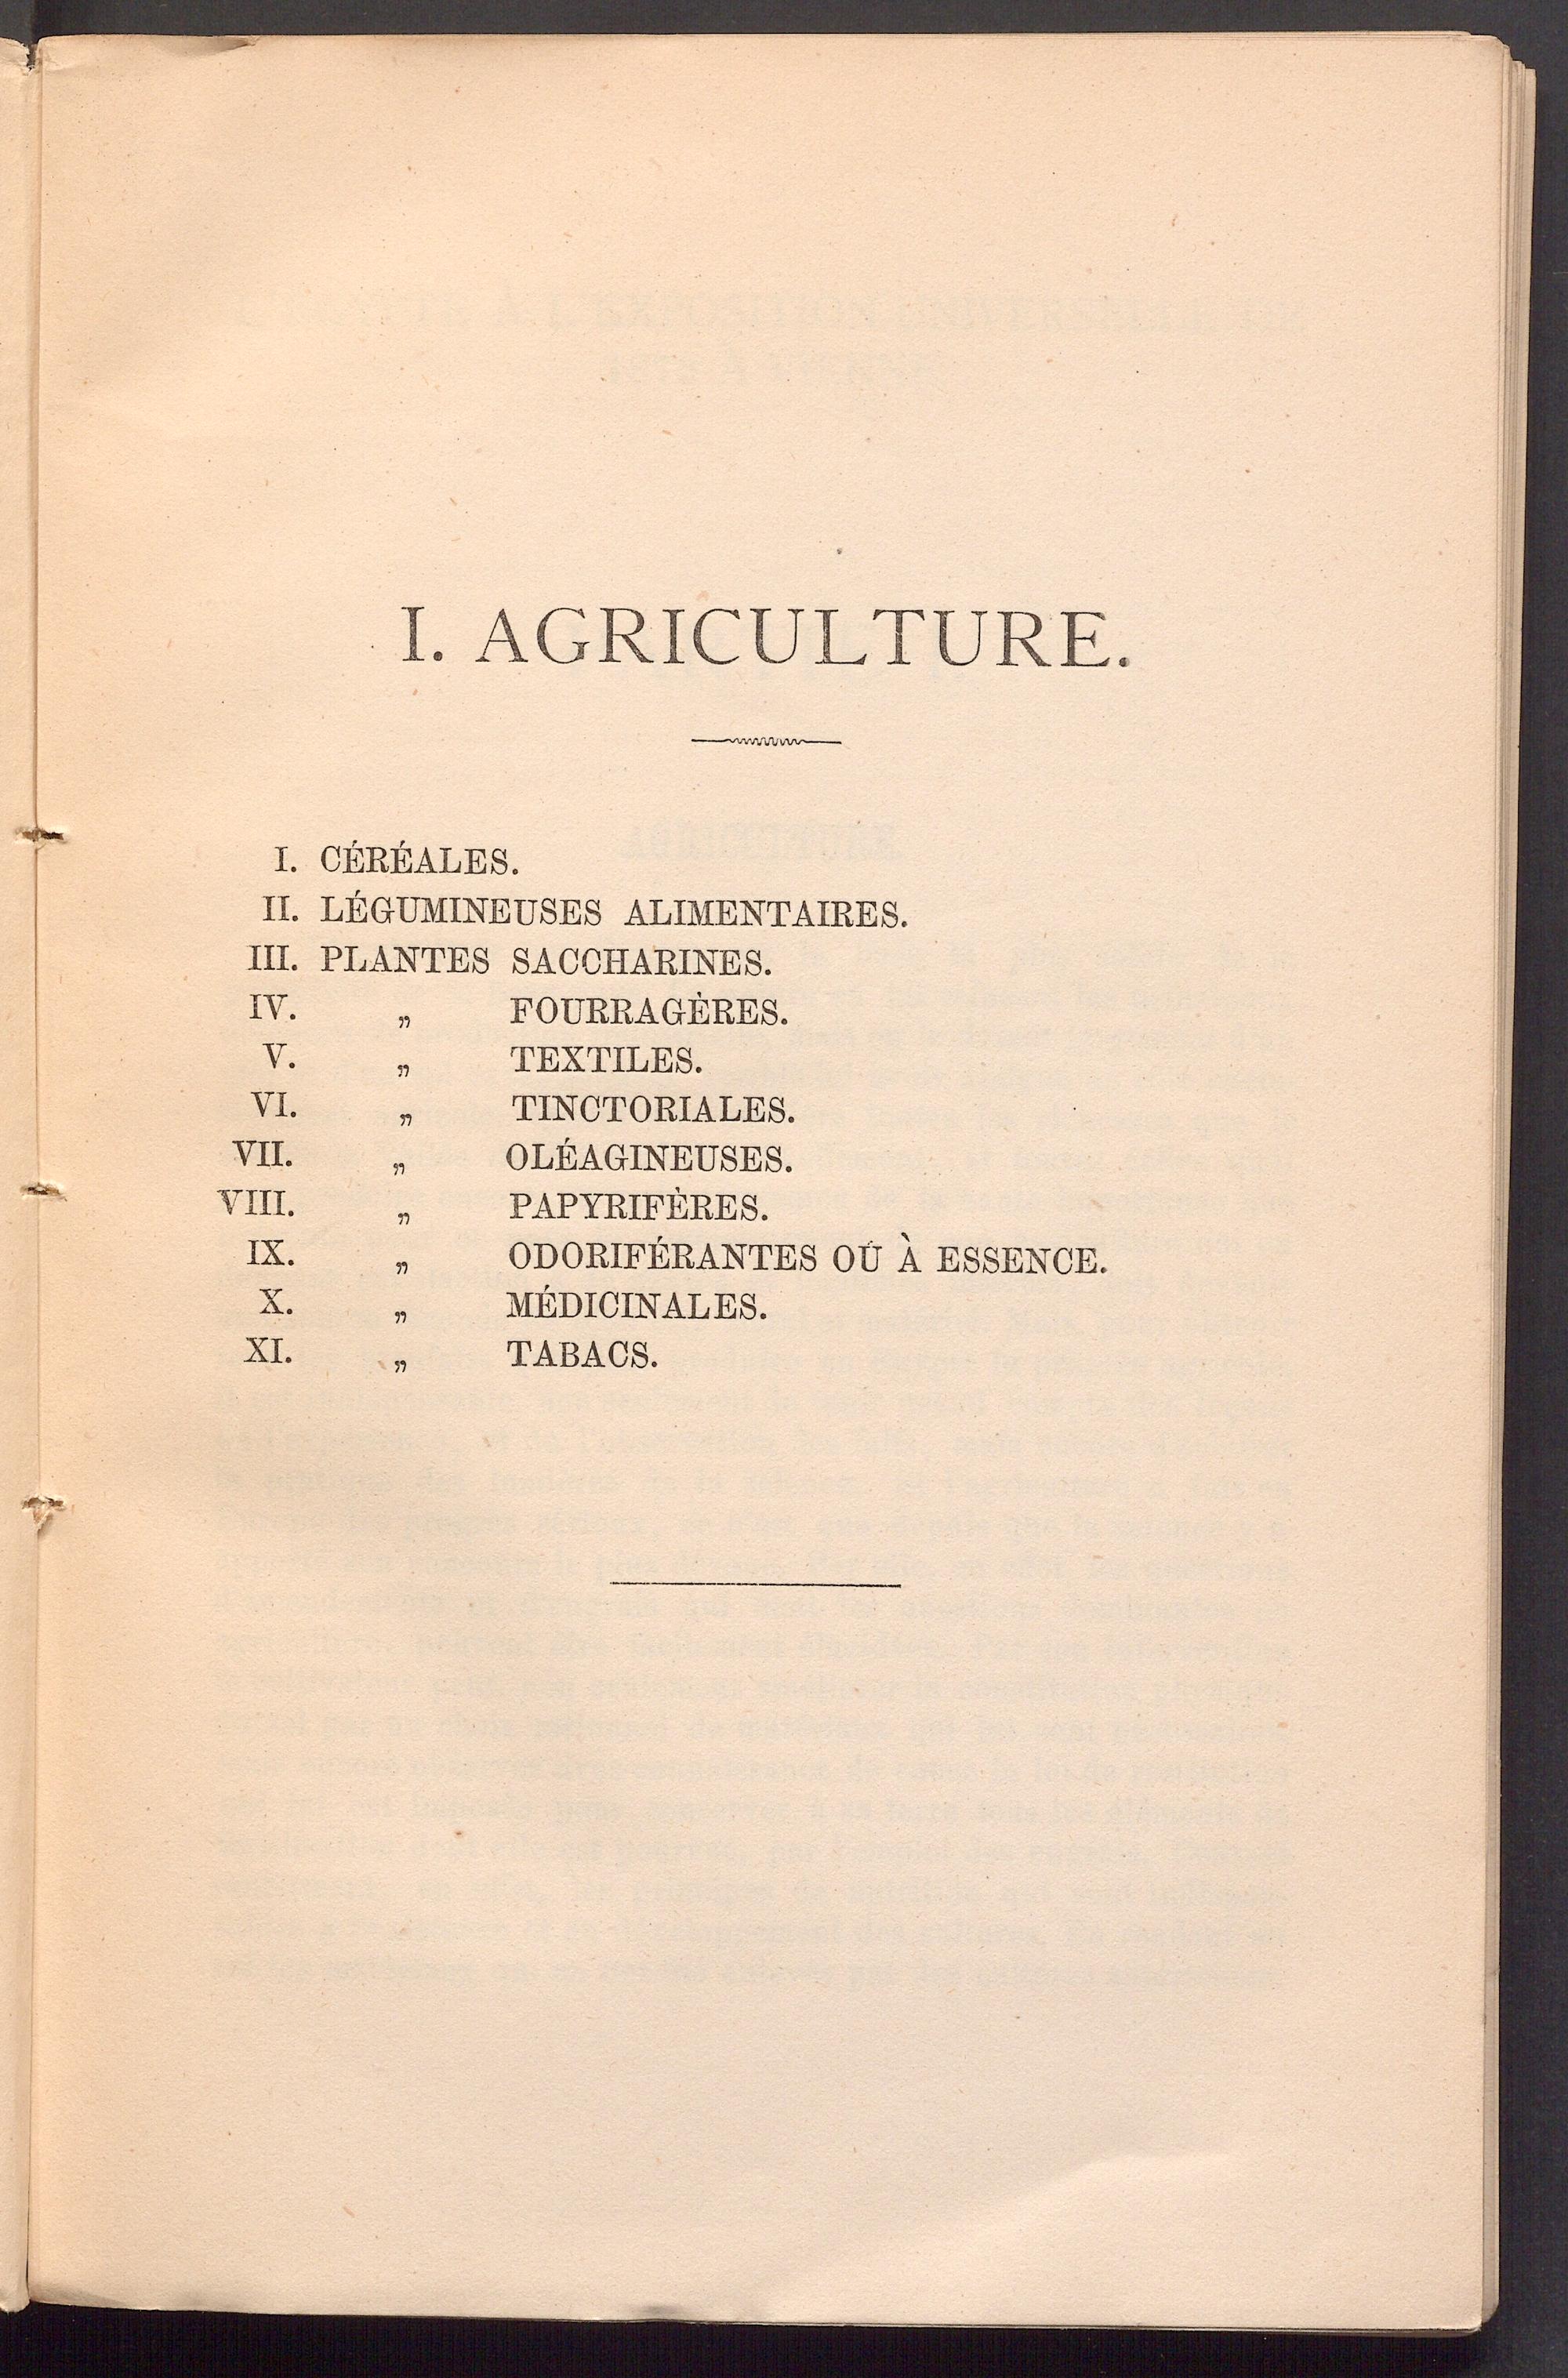 I. AGRICULTURE.
I. CÉRÉALES.
II. LÉGUMINEUSES ALIMENTAIRES.
III. PLANTES SACCHARINES.
IV. „ FOURRAGÈRES.
V. „ TEXTILES.
VI. „ TINCTORIALES.
VII. „ OLÉAGINEUSES.
VIII. „ PAPYRIFÈRES.
IX. „ ODORIFÉRANTES OÙ À ESSENCE.
X. „ MÉDICINALES.
XI. „ TABACS.